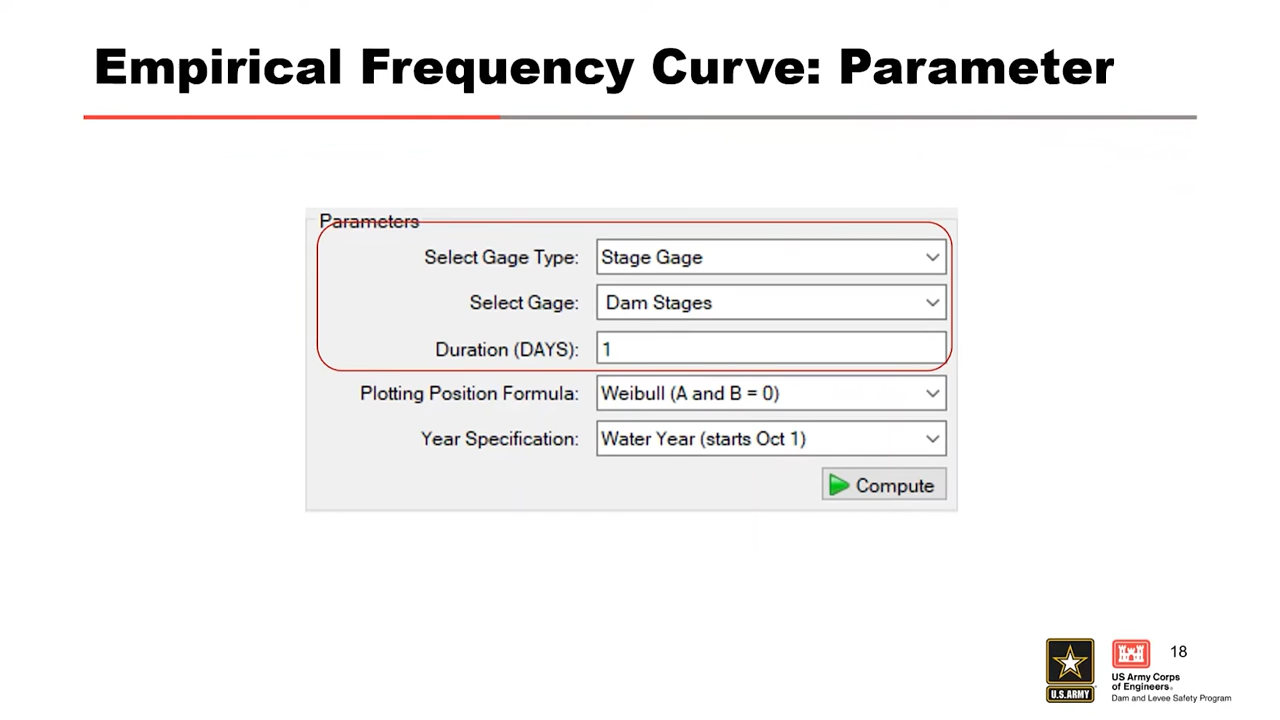 Empirical Frequency Curve: Parameter
Parameters
Select Gage Type: Stage Gage
Select Gage: Dam Stages
Duration (DAYS): 1
Plotting Position Formula: Weibull (A and B = 0)
Year Specification: Water Year (starts Oct 1)
Compute
18
U.S.ARMY
US Army Corps
of Engineers®
Dam and Levee Safety Program